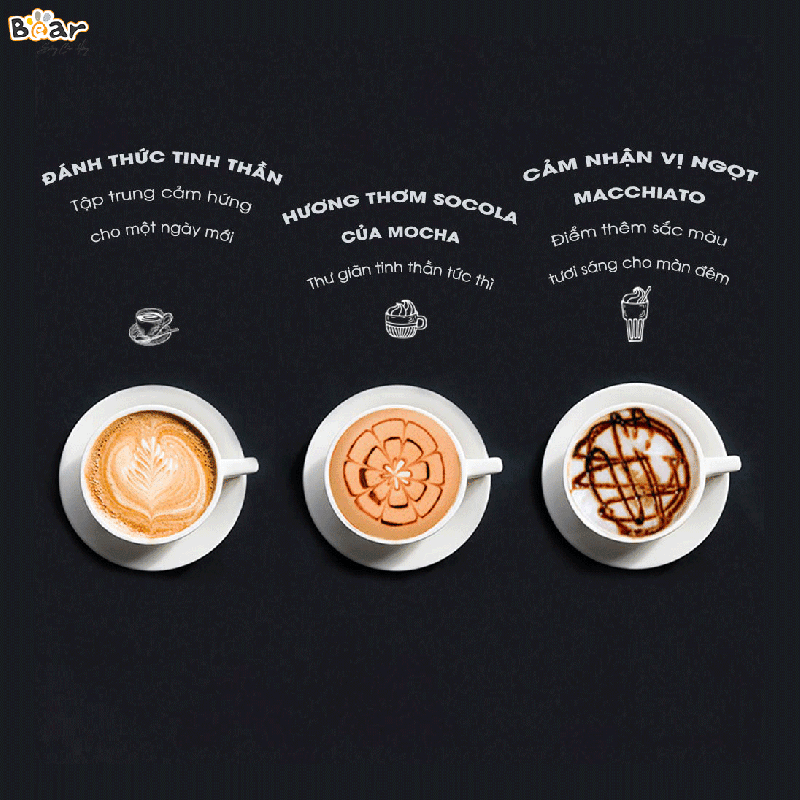 Bear
ĐÁNH THỨC TINH THẦN
Tập trung cảm hứng
cho một ngày mới
HƯƠNG THƠM SOCOLA
CỦA MOCHA
Thư giãn tinh thần tức thì
CẢM NHẬN VỊ NGỌT
MACCHIATO
Điểm thêm sắc màu
tươi sáng cho màn đêm